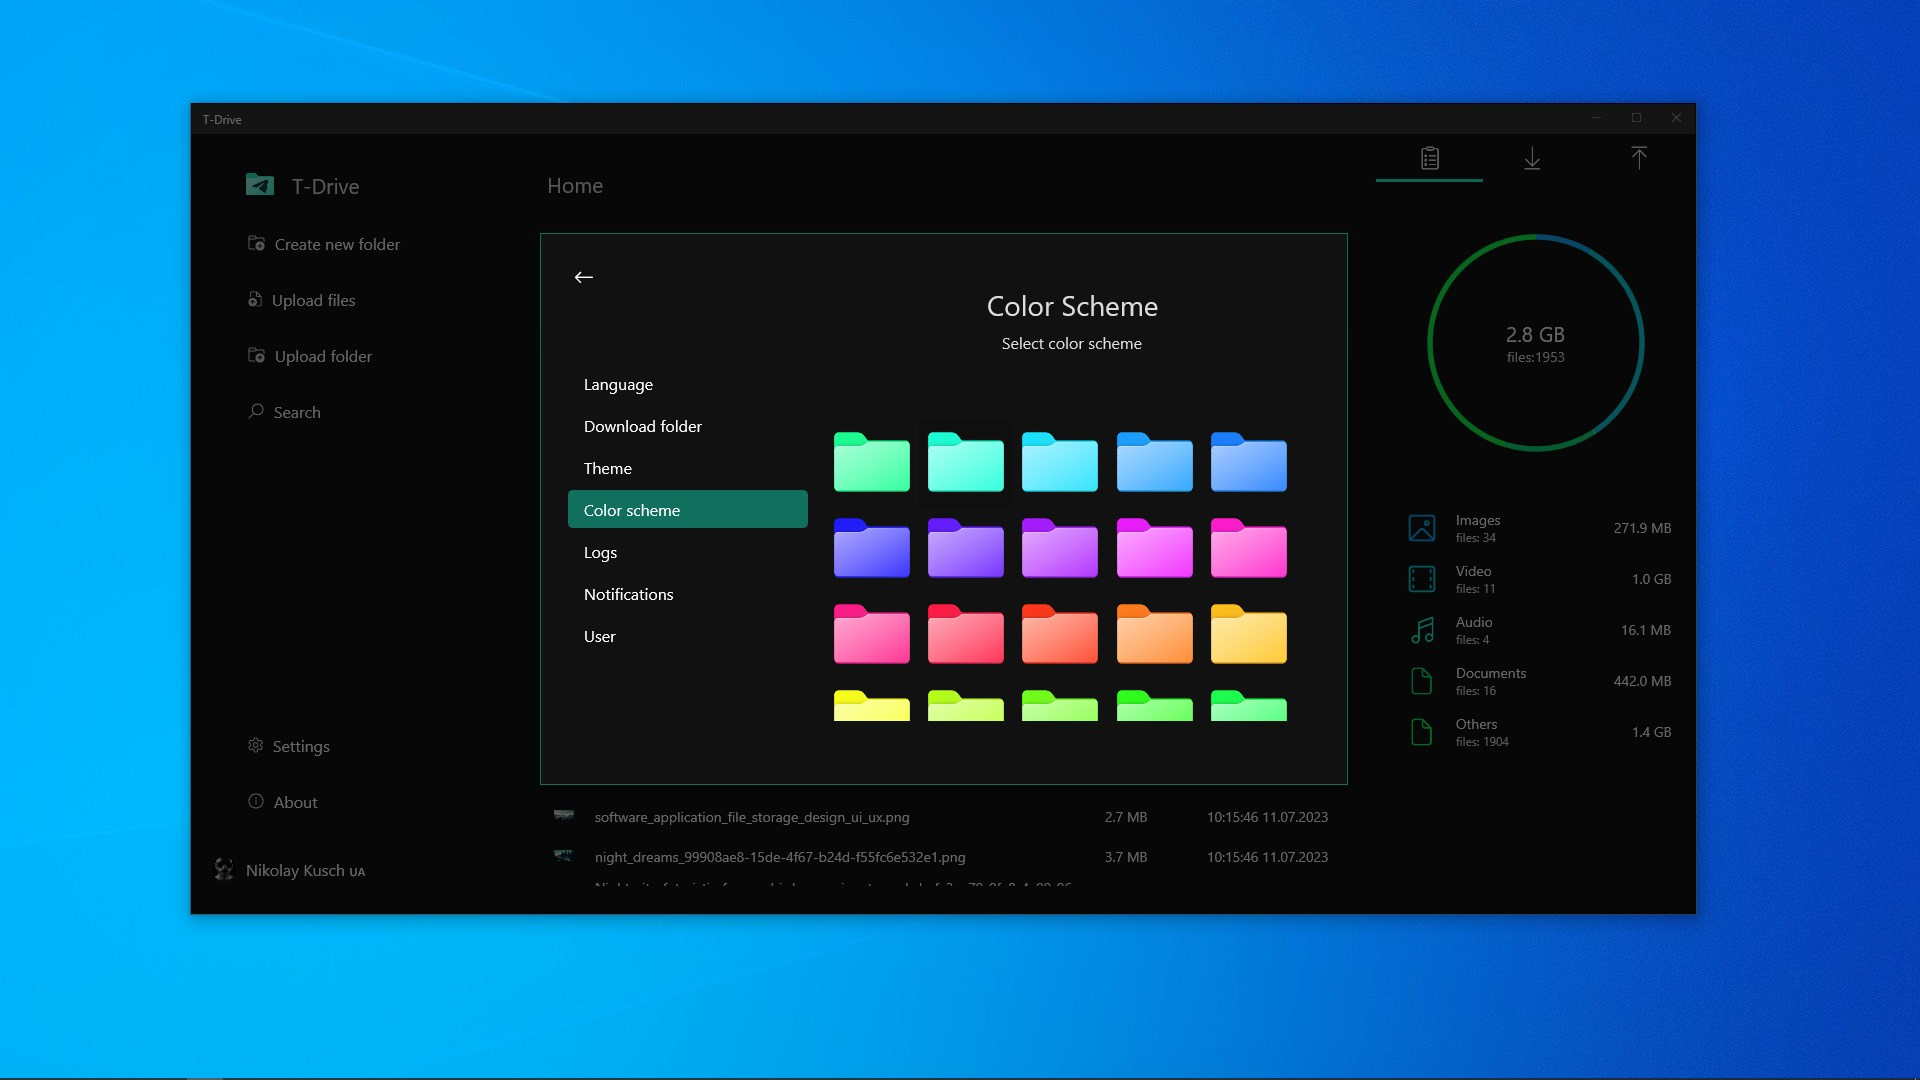 T-Drive
T-Drive
Home
Create new folder
Upload files
Upload folder
Search
Settings
About
Nikolay Kusch UA
Color Scheme
Select color scheme
Language
Download folder
Theme
Color scheme
Logs
Notifications
User
software_application_file_storage_design_ui_ux.png 2.7 MB 10:15:46 11.07.2023
night_dreams_99908ae8-15de-4f67-b24d-f55fc6e532e1.png 3.7 MB 10:15:46 11.07.2023
2.8 GB
files:1953
Images
files: 34
271.9 MB
Video
files: 11
1.0 GB
Audio
files: 4
16.1 MB
Documents
files: 16
442.0 MB
Others
files: 1904
1.4 GB